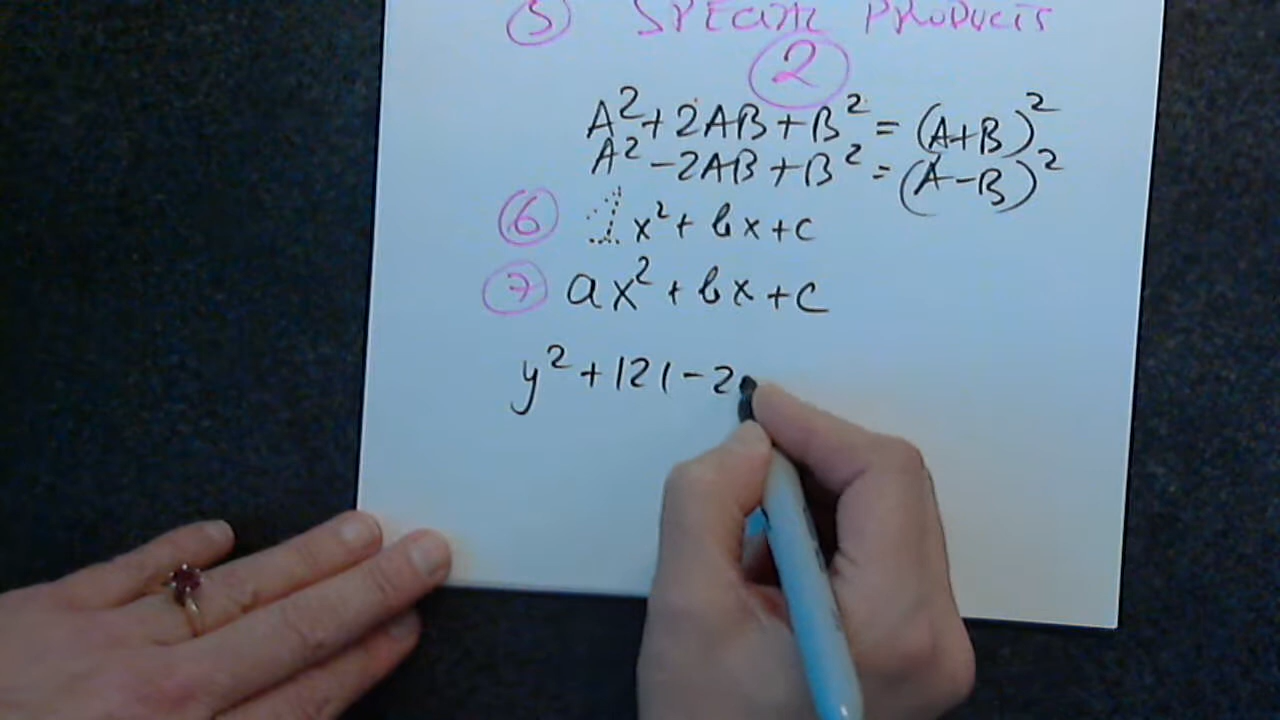 5 SPECIAL PRODUCTS
2
A²+2AB+B²=(A+B)²
A²-2AB+B²=(A-B)²
6 1x²+bx+c
7 ax²+bx+c
y²+121-2